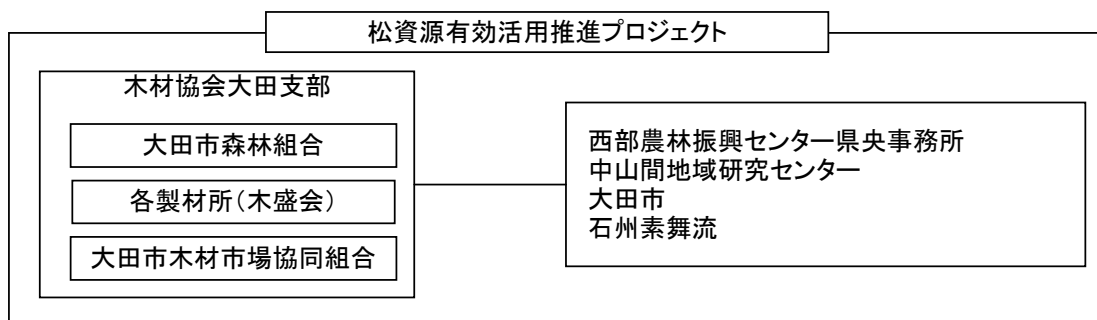 松資源有効活用推進プロジェクト
木材協会大田支部
大田市森林組合
各製材所(木盛会)
大田市木材市場協同組合
西部農林振興センター県央事務所
中山間地域研究センター
大田市
石州素舞流